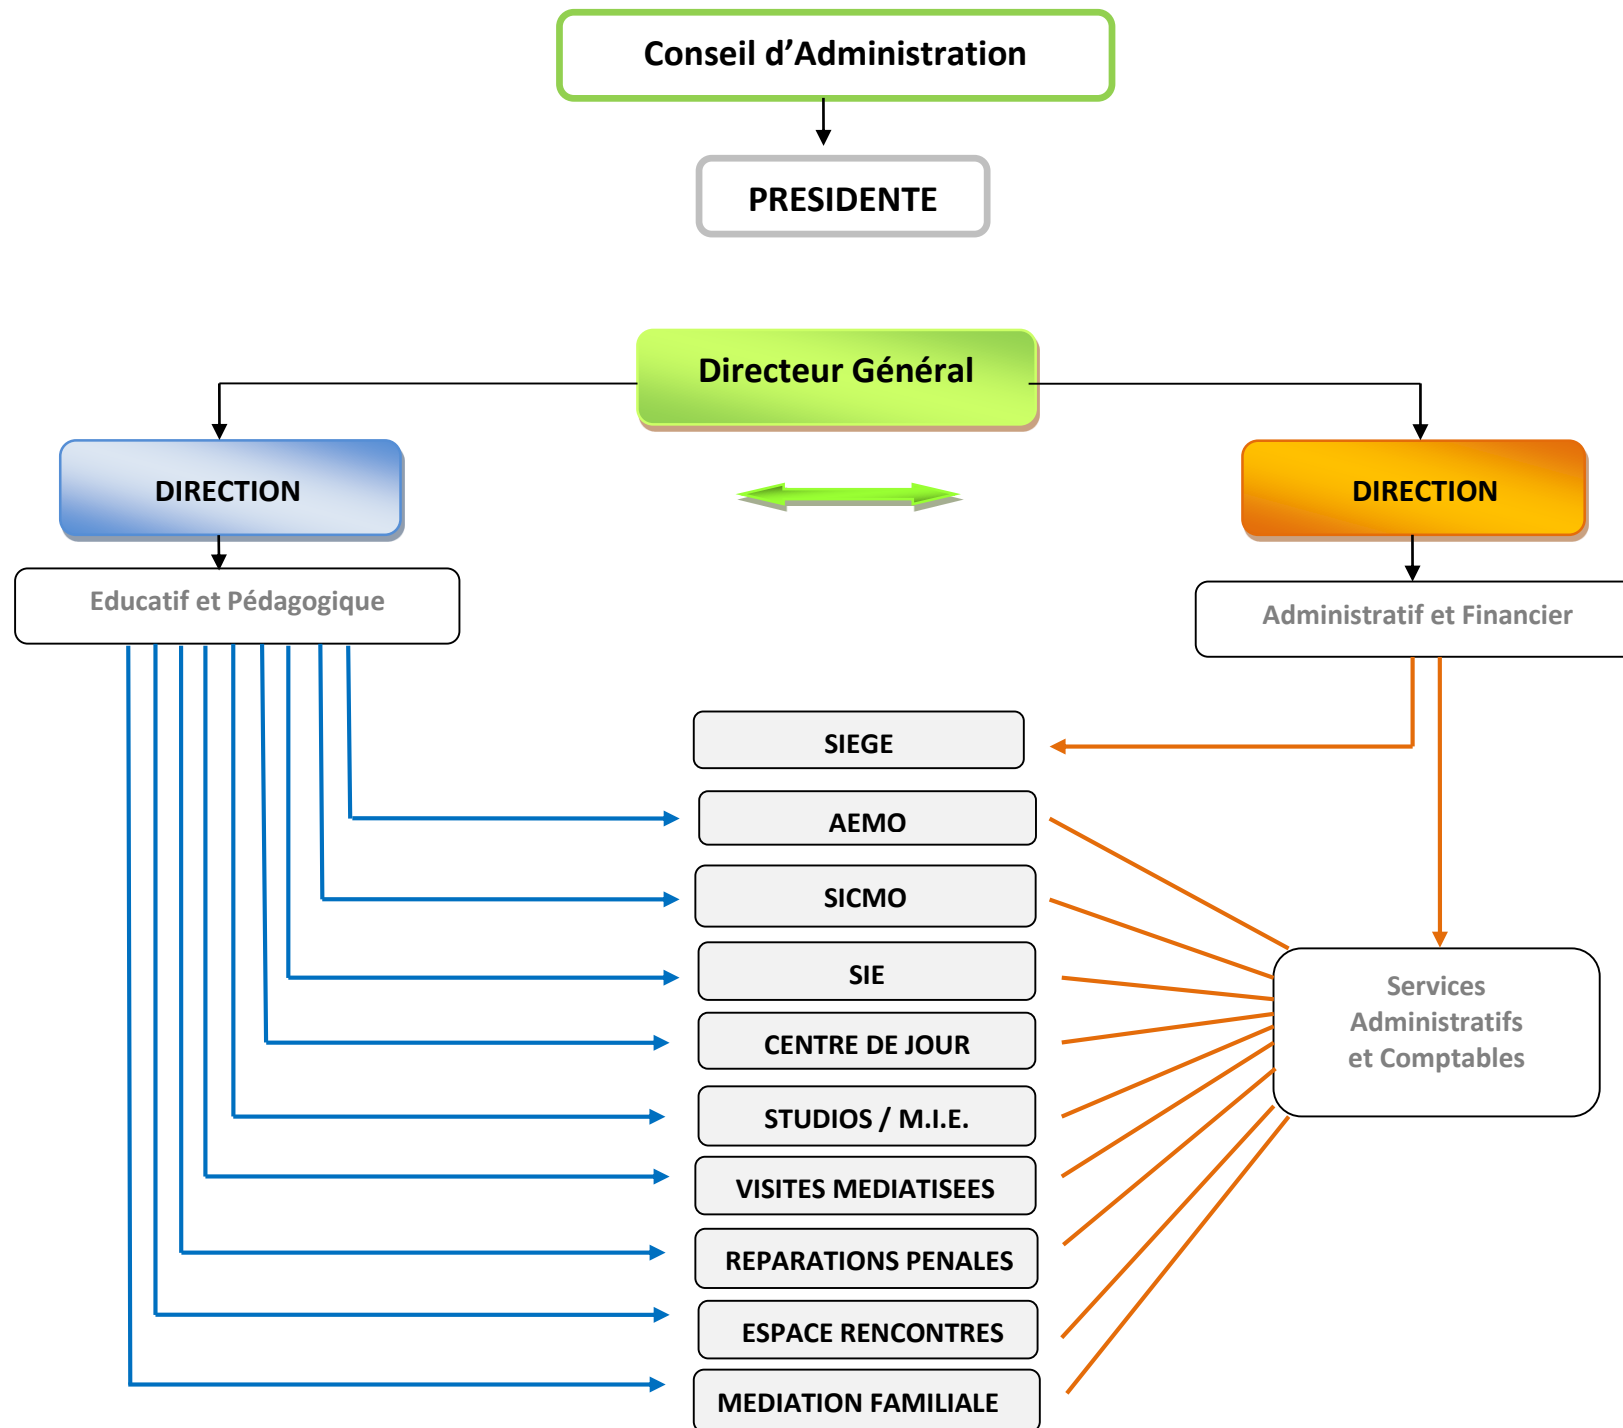 Conseil d’Administration
PRESIDENTE
Directeur Général
DIRECTION
DIRECTION
Educatif et Pédagogique
Administratif et Financier
SIEGE
AEMO
SICMO
SIE
Services
Administratifs
et Comptables
CENTRE DE JOUR
STUDIOS / M.I.E.
VISITES MEDIATISEES
REPARATIONS PENALES
ESPACE RENCONTRES
MEDIATION FAMILIALE